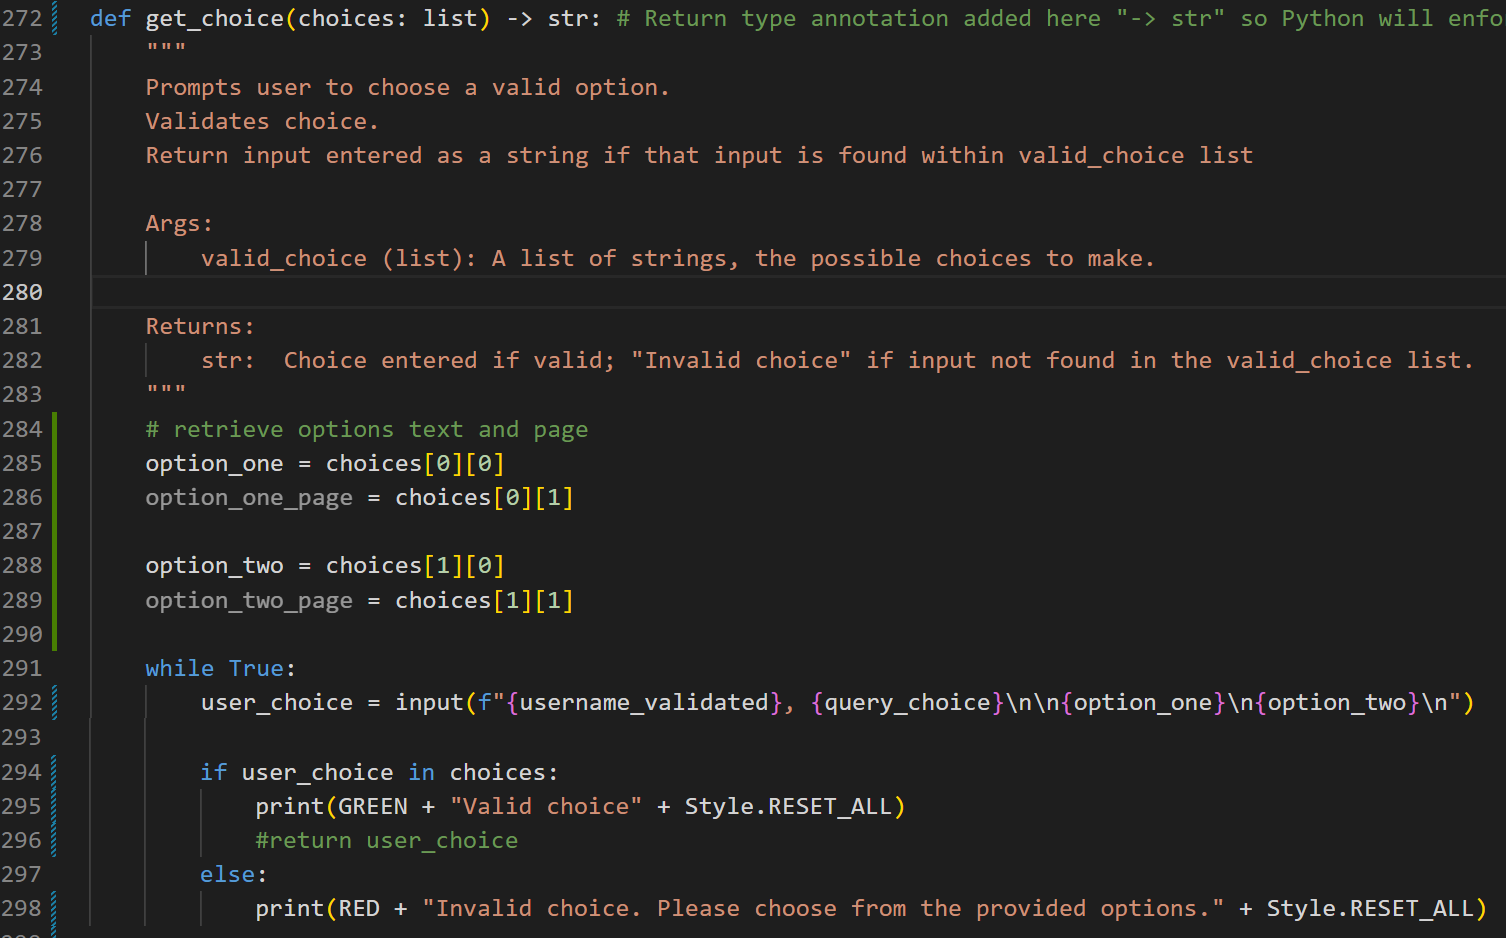 272 def get_choice(choices: list) -> str: # Return type annotation added here "-> str" so Python will enfo
273 """
274 Prompts user to choose a valid option.
275 Validates choice.
276 Return input entered as a string if that input is found within valid_choice list
277
278 Args:
279 valid_choice (list): A list of strings, the possible choices to make.
280
281 Returns:
282 str:  Choice entered if valid; "Invalid choice" if input not found in the valid_choice list.
283 """
284 # retrieve options text and page
285 option_one = choices[0][0]
286 option_one_page = choices[0][1]
287
288 option_two = choices[1][0]
289 option_two_page = choices[1][1]
290
291 while True:
292 user_choice = input(f"{username_validated}, {query_choice}\n\n{option_one}\n{option_two}\n")
293
294 if user_choice in choices:
295 print(GREEN + "Valid choice" + Style.RESET_ALL)
296 #return user_choice
297 else:
298 print(RED + "Invalid choice. Please choose from the provided options." + Style.RESET_ALL)